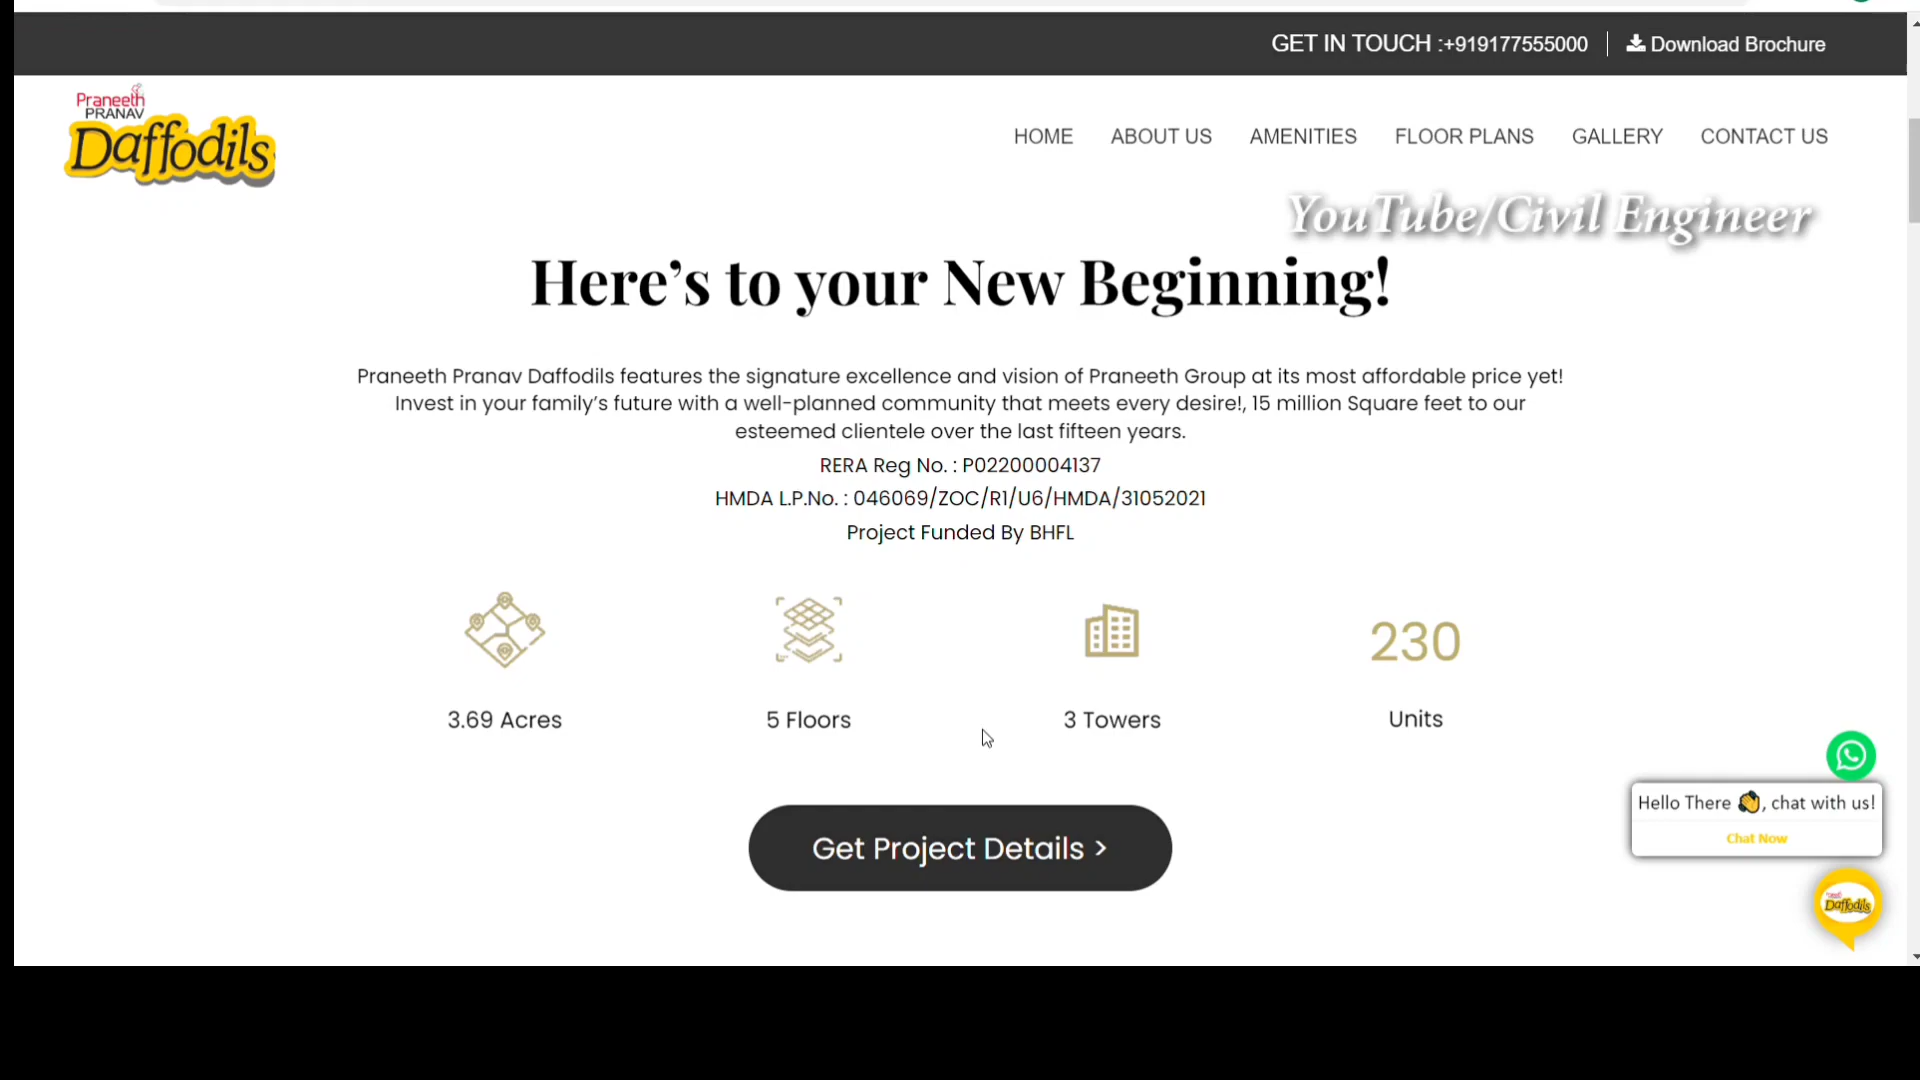 GET IN TOUCH :+919177555000
Download Brochure
Praneeth
PRANAV
Daffodils
HOME
ABOUT US
AMENITIES
FLOOR PLANS
GALLERY
CONTACT US
YouTube/Civil Engineer
Here’s to your New Beginning!
Praneeth Pranav Daffodils features the signature excellence and vision of Praneeth Group at its most affordable price yet!
Invest in your family’s future with a well-planned community that meets every desire!, 15 million Square feet to our
esteemed clientele over the last fifteen years.
RERA Reg No. : P02200004137
HMDA L.P.No. : 046069/ZOC/R1/U6/HMDA/31052021
Project Funded By BHFL
230
3.69 Acres
5 Floors
3 Towers
Units
Hello There 👋, chat with us!
Chat Now
Get Project Details >
Daffodils